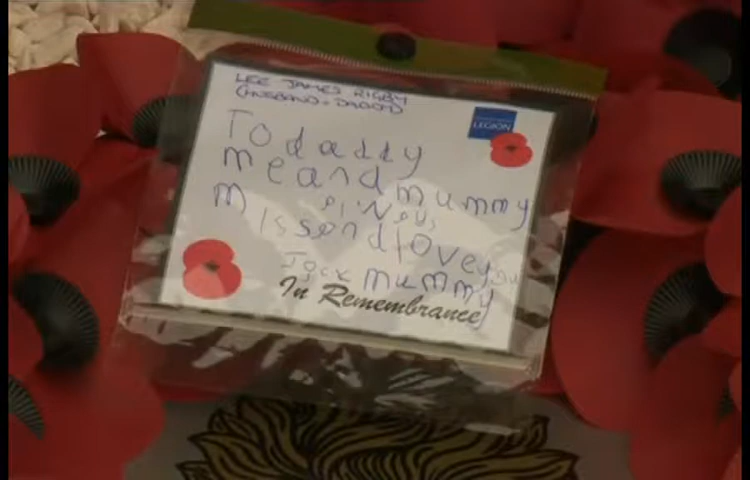 LEE JAMES RIGBY
(HUSBAND + DADDY)
LEGION
To daddy
me and mummy
miss and love you
Jack mummy
In Remembrance